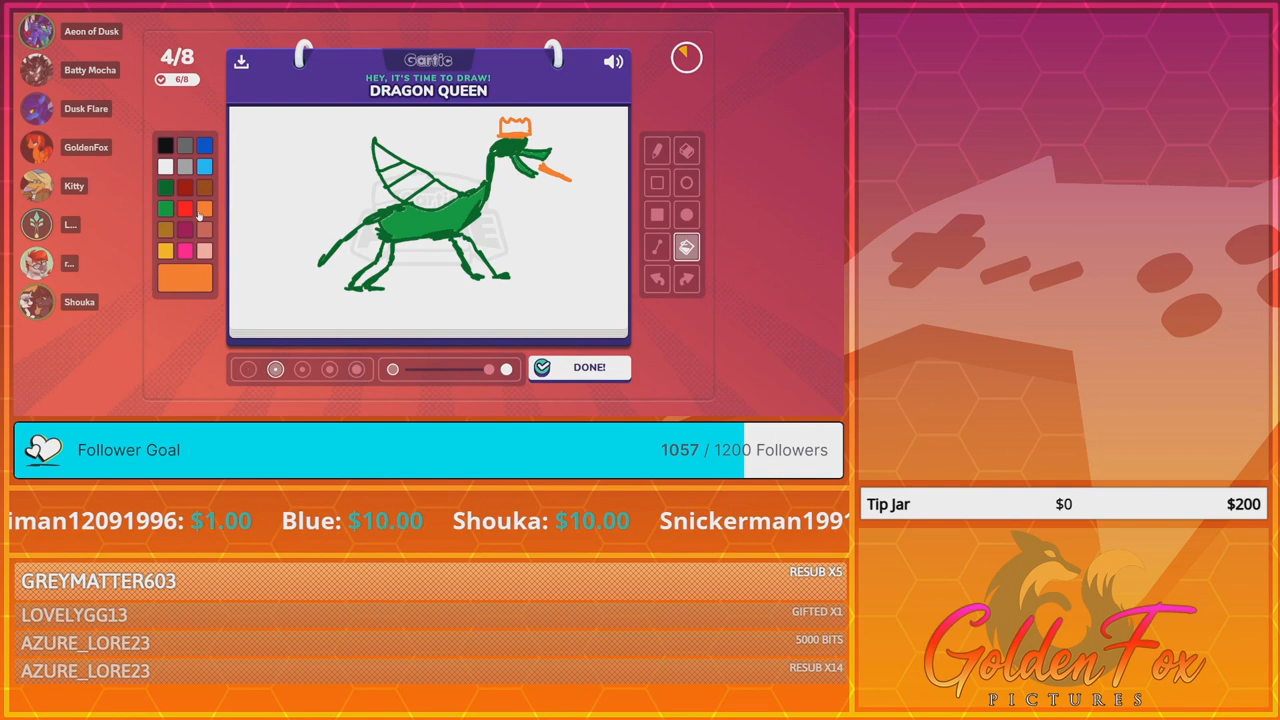 Aeon of Dusk
Batty Mocha
Dusk Flare
GoldenFox
Kitty
L...
r...
Shouka
4/8
6/8
Gartic
HEY, IT'S TIME TO DRAW!
DRAGON QUEEN
DONE!
Follower Goal
1057 / 1200 Followers
iman12091996: $1.00 Blue: $10.00 Shouka: $10.00 Snickerman199
GREYMATTER603 RESUB X5
LOVELYGG13 GIFTED X1
AZURE_LORE23 5000 BITS
AZURE_LORE23 RESUB X14
Tip Jar $0 $200
GoldenFox
PICTURES